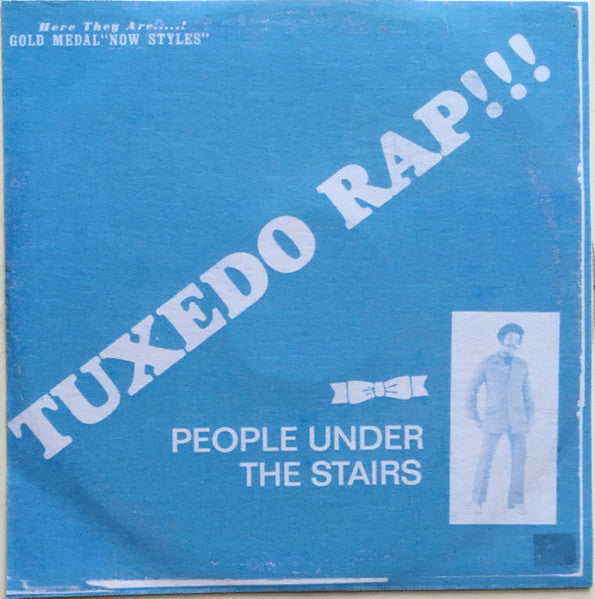 Here They Are.....!
GOLD MEDAL"NOW STYLES"
TUXEDO RAP!!!
PEOPLE UNDER
THE STAIRS